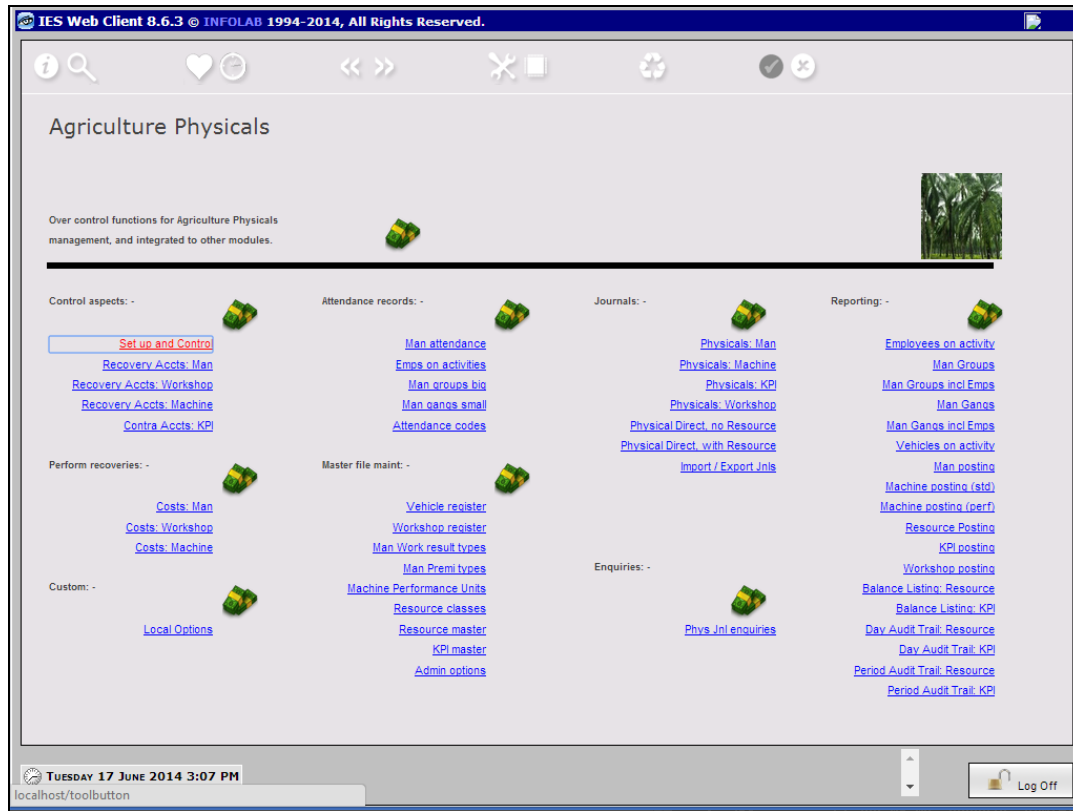 IES Web Client 8.6.3 © INFOLAB 1994-2014, All Rights Reserved.
Agriculture Physicals
Over control functions for Agriculture Physicals
management, and integrated to other modules.
Control aspects: -
Set up and Control
Recovery Accts: Man
Recovery Accts: Workshop
Recovery Accts: Machine
Contra Accts: KPI
Perform recoveries: -
Costs: Man
Costs: Workshop
Costs: Machine
Custom: -
Local Options
Attendance records: -
Man attendance
Emps on activities
Man groups big
Man gangs small
Attendance codes
Master file maint: -
Vehicle register
Workshop register
Man Work result types
Man Premi types
Machine Performance Units
Resource classes
Resource master
KPI master
Admin options
Journals: -
Physicals: Man
Physicals: Machine
Physicals: KPI
Physicals: Workshop
Physical Direct, no Resource
Physical Direct, with Resource
Import / Export Jnls
Enquiries: -
Phys Jnl enquiries
Reporting: -
Employees on activity
Man Groups
Man Groups incl Emps
Man Gangs
Man Gangs incl Emps
Vehicles on activity
Man posting
Machine posting (std)
Machine posting (perf)
Resource Posting
KPI posting
Workshop posting
Balance Listing: Resource
Balance Listing: KPI
Day Audit Trail: Resource
Day Audit Trail: KPI
Period Audit Trail: Resource
Period Audit Trail: KPI
TUESDAY 17 JUNE 2014 3:07 PM
localhost/toolbutton
Log Off